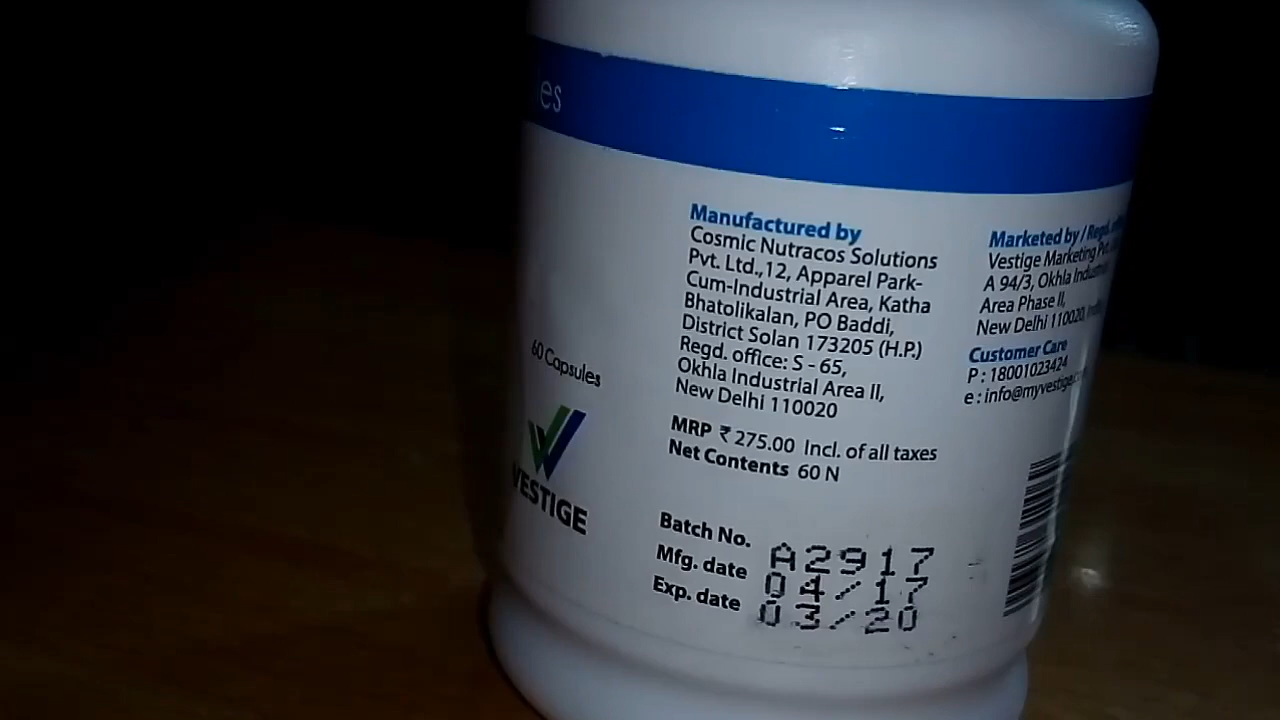 es
60 Capsules
VESTIGE
Manufactured by
Cosmic Nutracos Solutions
Pvt. Ltd.,12, Apparel Park-
Cum-Industrial Area, Katha
Bhatolikalan, PO Baddi,
District Solan 173205 (H.P.)
Regd. office: S - 65,
Okhla Industrial Area II,
New Delhi 110020
MRP ₹ 275.00 Incl. of all taxes
Net Contents 60 N
Batch No. A2917
Mfg. date 04/17
Exp. date 03/20
Marketed by / Regd.
Vestige Marketing
A 94/3, Okhla
Area Phase II,
New Delhi 110020,
Customer Care
P : 18001023424
e : info@myvestige.c